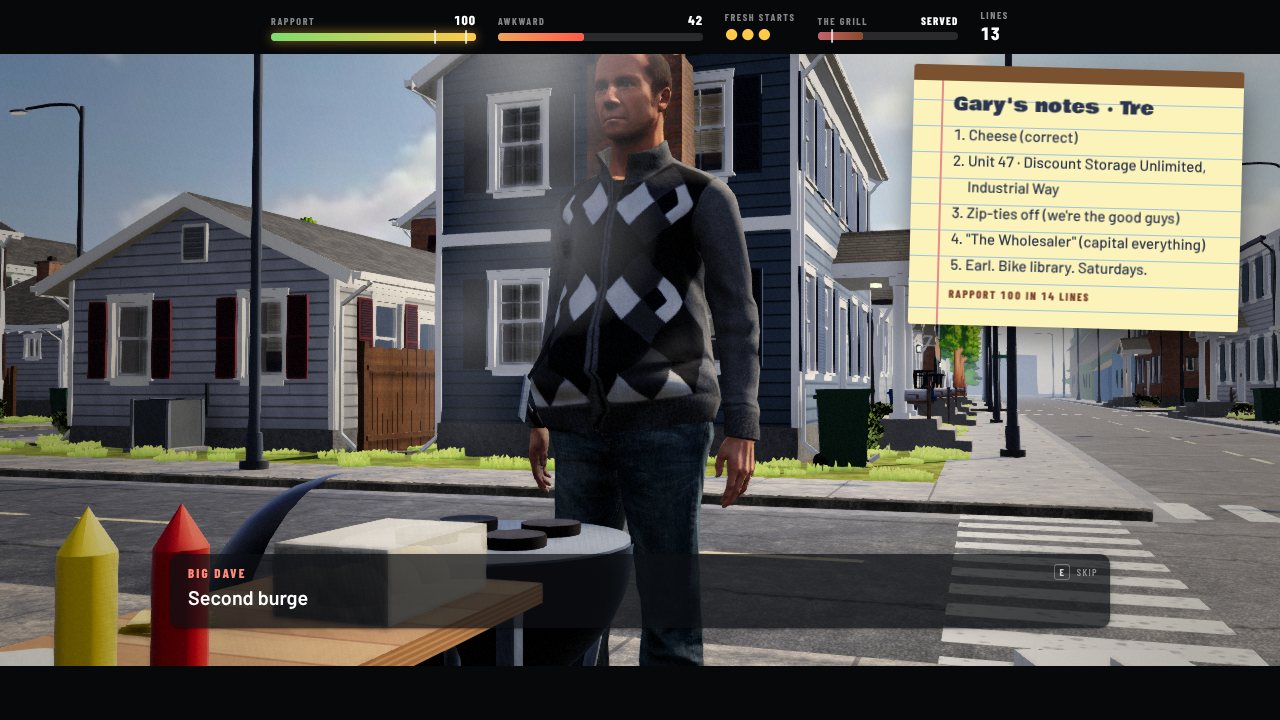 RAPPORT 100 AWKWARD 42 FRESH STARTS THE GRILL SERVED LINES 13
Gary's notes · Tre
1. Cheese (correct)
2. Unit 47 · Discount Storage Unlimited,
Industrial Way
3. Zip-ties off (we're the good guys)
4. "The Wholesaler" (capital everything)
5. Earl. Bike library. Saturdays.
RAPPORT 100 IN 14 LINES
BIG DAVE
E SKIP
Second burge